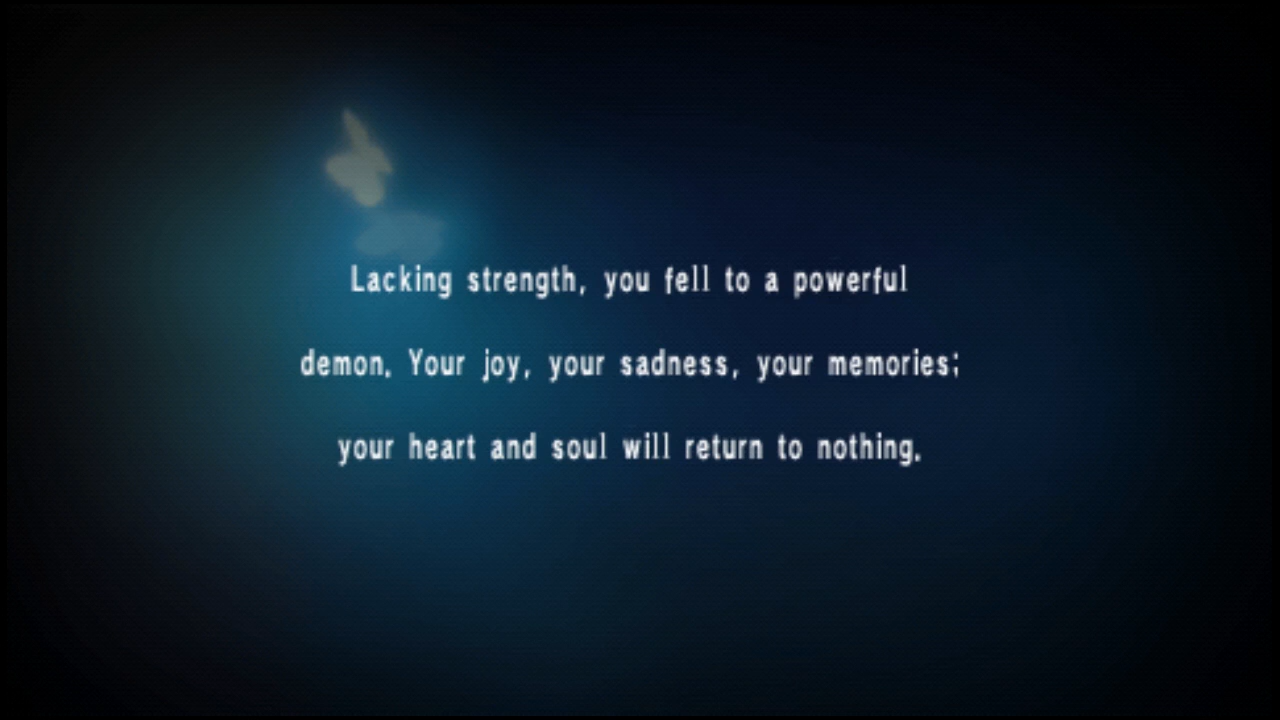 Lacking strength, you fell to a powerful
demon. Your joy, your sadness, your memories;
your heart and soul will return to nothing.